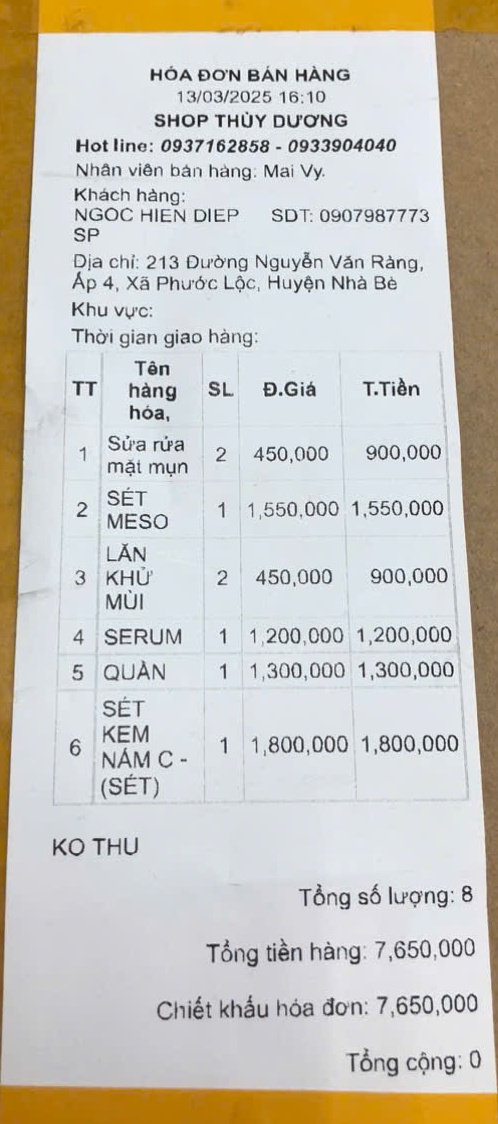 HÓA ĐƠN BÁN HÀNG
13/03/2025 16:10
SHOP THÙY DƯƠNG
Hot line: 0937162858 - 0933904040
Nhân viên bán hàng: Mai Vy.
Khách hàng:
NGOC HIEN DIEP SDT: 0907987773
SP
Địa chỉ: 213 Đường Nguyễn Văn Ràng,
Ấp 4, Xã Phước Lộc, Huyện Nhà Bè
Khu vực:
Thời gian giao hàng:
TT Tên hàng hóa, SL Đ.Giá T.Tiền
1 Sửa rửa mặt mụn 2 450,000 900,000
2 SÉT MESO 1 1,550,000 1,550,000
3 LĂN KHỬ MÙI 2 450,000 900,000
4 SERUM 1 1,200,000 1,200,000
5 QUẦN 1 1,300,000 1,300,000
6 SÉT KEM NÁM C - (SÉT) 1 1,800,000 1,800,000
KO THU
Tổng số lượng: 8
Tổng tiền hàng: 7,650,000
Chiết khấu hóa đơn: 7,650,000
Tổng cộng: 0